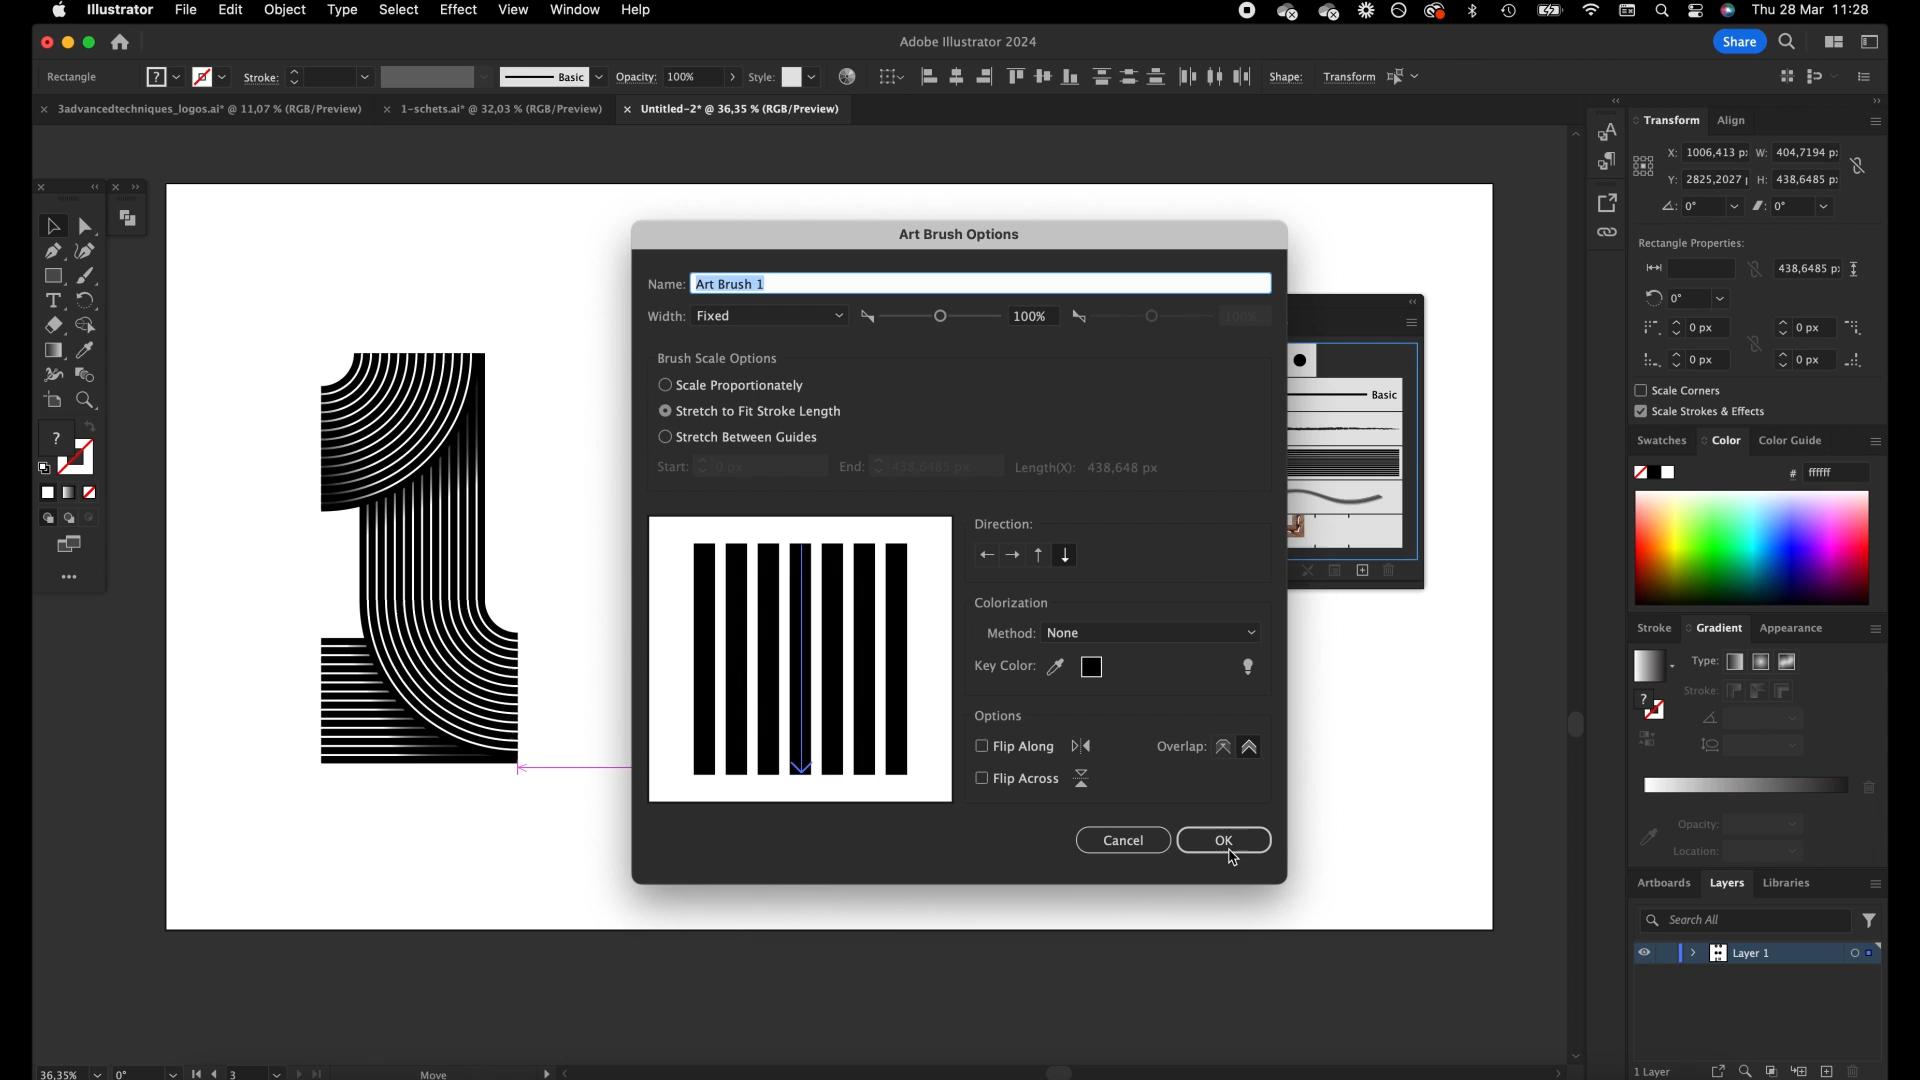 Illustrator File Edit Object Type Select Effect View Window Help Thu 28 Mar 11:28
Adobe Illustrator 2024 Share
Rectangle ? Stroke: Basic Opacity: 100% Style: Shape: Transform
3advancedtechniques_logos.ai* @ 11,07 % (RGB/Preview) 1-schets.ai* @ 32,03 % (RGB/Preview) Untitled-2* @ 36,35 % (RGB/Preview)
Transform Align
X: 1006,413 p W: 404,7194 p
Y: 2825,2027 H: 438,6485 p
0° 0°
Rectangle Properties:
438,6485 p
0°
0 px 0 px
0 px 0 px
Scale Corners
Scale Strokes & Effects
Swatches Color Color Guide
# ffffff
Stroke Gradient Appearance
Type:
Stroke:
?
Opacity:
Location:
Artboards Layers Libraries
Search All
Layer 1
1 Layer
?
Art Brush Options
Name: Art Brush 1
Width: Fixed 100% 100%
Brush Scale Options
Scale Proportionately
Stretch to Fit Stroke Length
Stretch Between Guides
Start: 0 px End: 438,6485 px Length(X): 438,648 px
Direction:
Colorization
Method: None
Key Color:
Options
Flip Along Overlap:
Flip Across
Cancel OK
Basic
36,35% 0° 3 Move